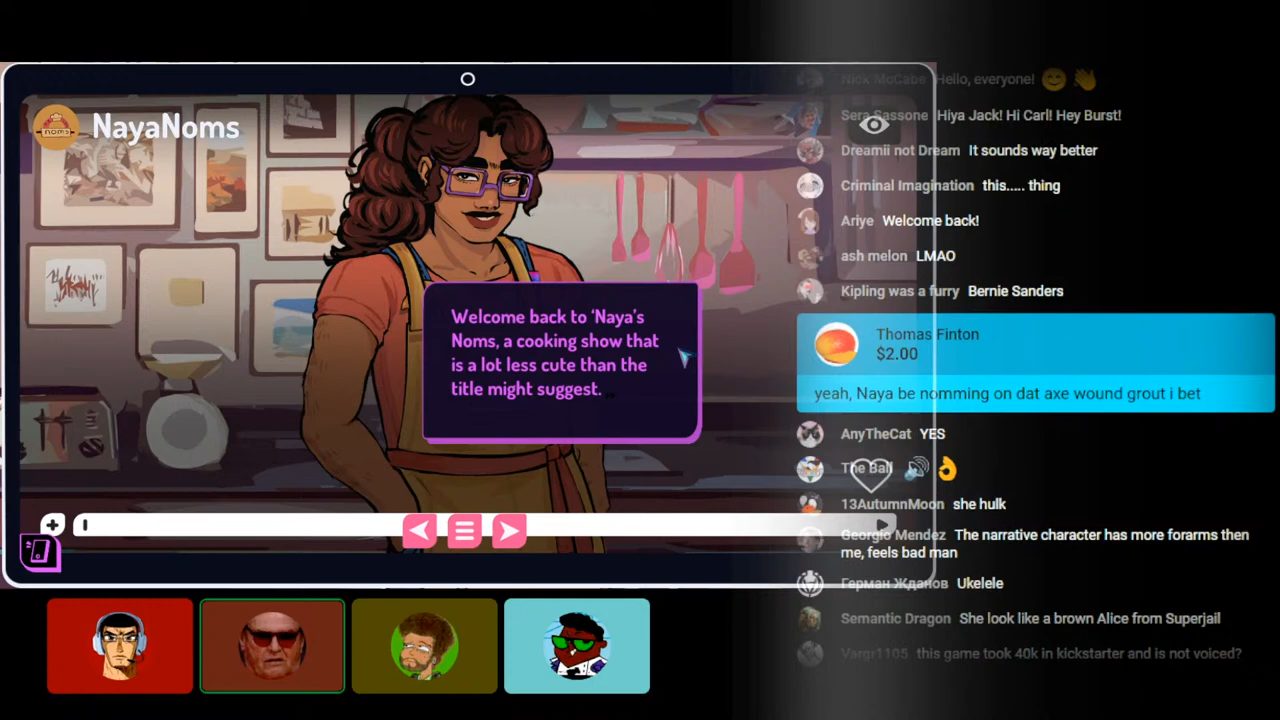 NayaNoms
noms
Welcome back to ‘Naya’s
Noms, a cooking show that
is a lot less cute than the
title might suggest.
Nick McCabe Hello, everyone! 😊 👋
Sera Sassone Hiya Jack! Hi Carl! Hey Burst!
Dreamii not Dream It sounds way better
Criminal Imagination this..... thing
Ariye Welcome back!
ash melon LMAO
Kipling was a furry Bernie Sanders
Thomas Finton
$2.00
yeah, Naya be nomming on dat axe wound grout i bet
AnyTheCat YES
The Ball 🔊 👌
13AutumnMoon she hulk
Georgio Mendez The narrative character has more forarms then
me, feels bad man
Герман Жданов Ukelele
Semantic Dragon She look like a brown Alice from Superjail
Vargr1105 this game took 40k in kickstarter and is not voiced?